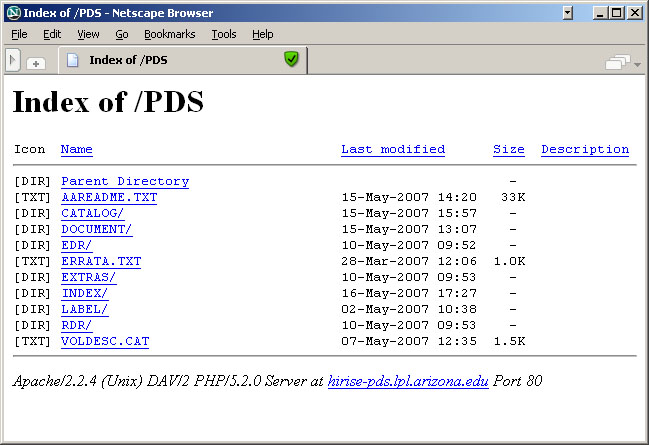 Index of /PDS - Netscape Browser
File Edit View Go Bookmarks Tools Help
Index of /PDS
Index of /PDS
Icon Name Last modified Size Description
[DIR] Parent Directory -
[TXT] AAREADME.TXT 15-May-2007 14:20 33K
[DIR] CATALOG/ 15-May-2007 15:57 -
[DIR] DOCUMENT/ 15-May-2007 13:07 -
[DIR] EDR/ 10-May-2007 09:52 -
[TXT] ERRATA.TXT 28-Mar-2007 12:06 1.0K
[DIR] EXTRAS/ 10-May-2007 09:53 -
[DIR] INDEX/ 16-May-2007 17:27 -
[DIR] LABEL/ 02-May-2007 10:38 -
[DIR] RDR/ 10-May-2007 09:53 -
[TXT] VOLDESC.CAT 07-May-2007 12:35 1.5K
Apache/2.2.4 (Unix) DAV/2 PHP/5.2.0 Server at hirise-pds.lpl.arizona.edu Port 80